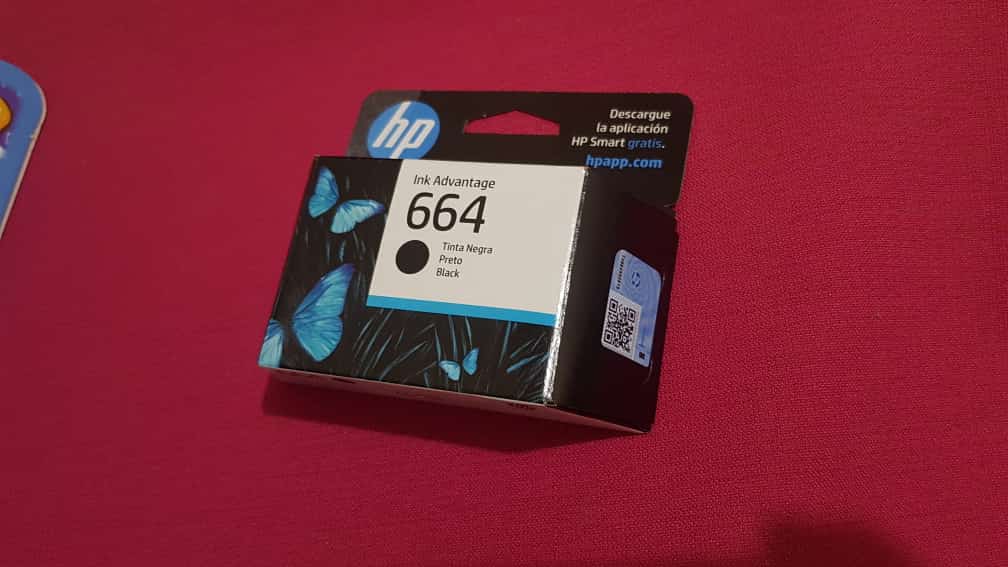 hp
Descargue
la aplicación
HP Smart gratis.
hpapp.com
Ink Advantage
664
Tinta Negra
Preto
Black